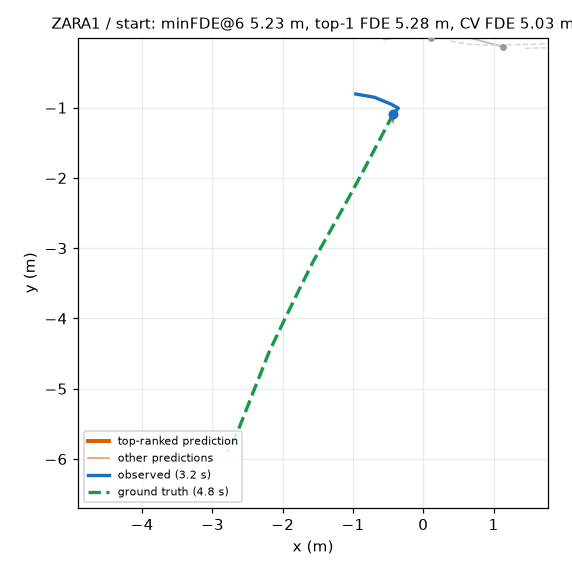 ZARA1 / start: minFDE@6 5.23 m, top-1 FDE 5.28 m, CV FDE 5.03 m
−1
−2
−3
−4
−5
−6
y (m)
top-ranked prediction
other predictions
observed (3.2 s)
ground truth (4.8 s)
−4
−3
−2
−1
0
1
x (m)